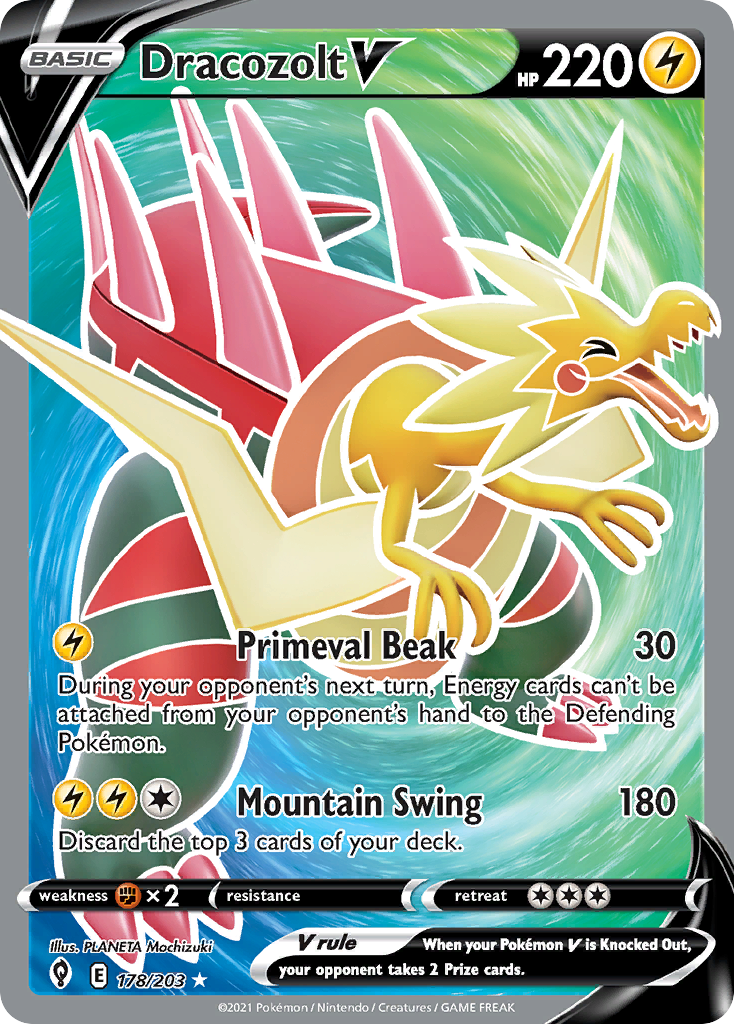 BASIC
Dracozolt V
HP 220
Primeval Beak 30
During your opponent's next turn, Energy cards can't be
attached from your opponent's hand to the Defending
Pokémon.
Mountain Swing 180
Discard the top 3 cards of your deck.
weakness ×2 resistance retreat
Illus. PLANETA Mochizuki
V rule When your Pokémon V is Knocked Out,
your opponent takes 2 Prize cards.
E 178/203
©2021 Pokémon / Nintendo / Creatures / GAME FREAK